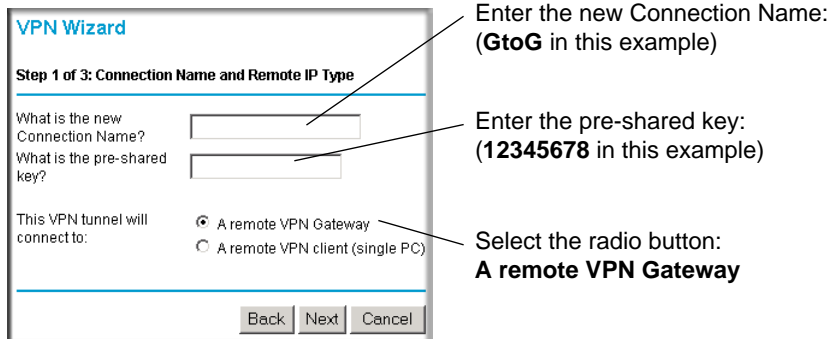 VPN Wizard
Step 1 of 3: Connection Name and Remote IP Type
What is the new
Connection Name?
What is the pre-shared
key?
This VPN tunnel will
connect to:
A remote VPN Gateway
A remote VPN client (single PC)
Back
Next
Cancel
Enter the new Connection Name:
(GtoG in this example)
Enter the pre-shared key:
(12345678 in this example)
Select the radio button:
A remote VPN Gateway